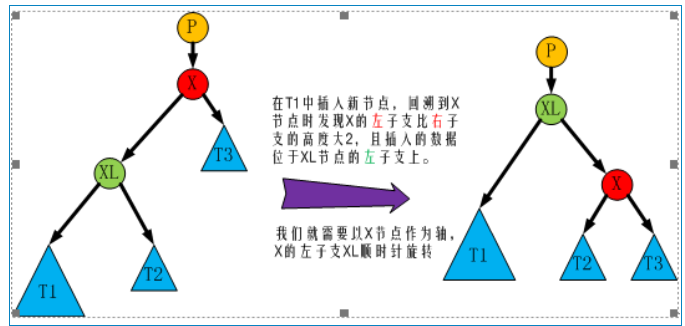 P
X
XL
T3
T2
T1
在T1中插入新节点，回溯到X
节点时发现X的左子支比右子
支的高度大2，且插入的数据
位于XL节点的左子支上。
我们就需要以X节点作为轴，
X的左子支XL顺时针旋转
P
XL
X
T1
T2
T3